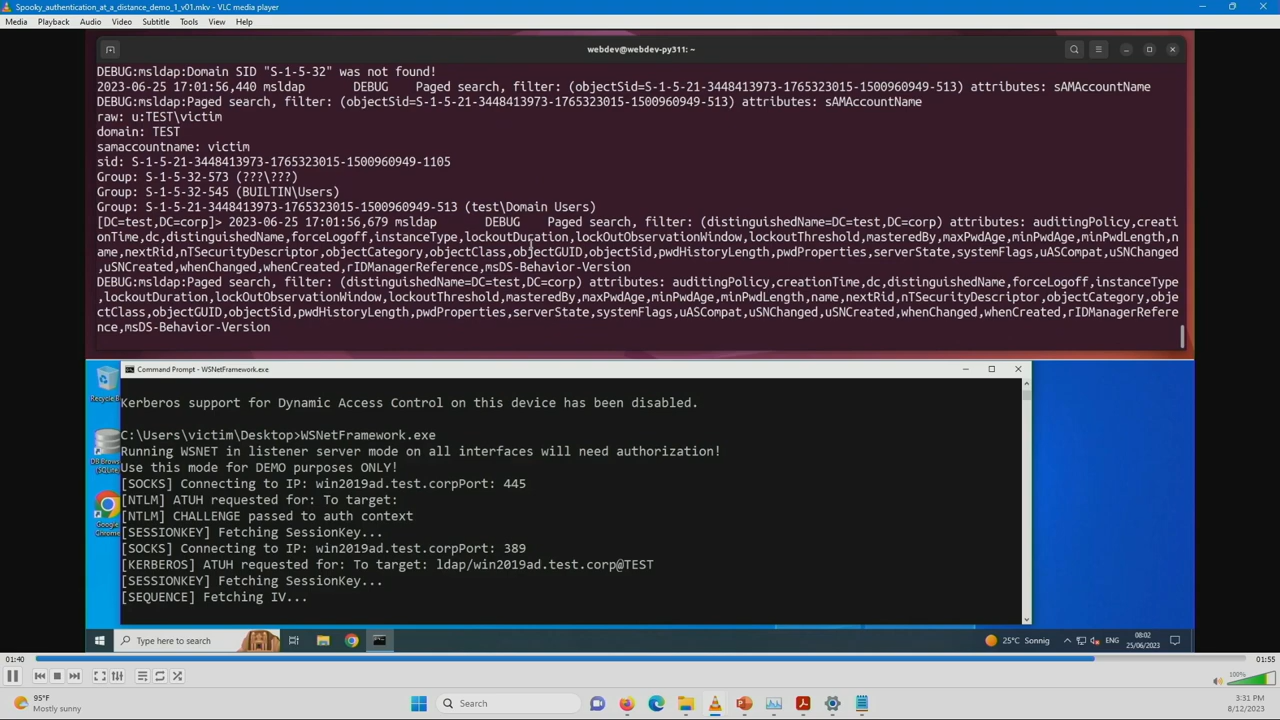 Spooky_authentication_at_a_distance_demo_1_v01.mkv - VLC media player
Media Playback Audio Video Subtitle Tools View Help
webdev@webdev-py311: ~
DEBUG:msldap:Domain SID "S-1-5-32" was not found!
2023-06-25 17:01:56,440 msldap DEBUG Paged search, filter: (objectSid=S-1-5-21-3448413973-1765323015-1500960949-513) attributes: sAMAccountName
DEBUG:msldap:Paged search, filter: (objectSid=S-1-5-21-3448413973-1765323015-1500960949-513) attributes: sAMAccountName
raw: u:TEST\victim
domain: TEST
samaccountname: victim
sid: S-1-5-21-3448413973-1765323015-1500960949-1105
Group: S-1-5-32-573 (???\???)
Group: S-1-5-32-545 (BUILTIN\Users)
Group: S-1-5-21-3448413973-1765323015-1500960949-513 (test\Domain Users)
[DC=test,DC=corp]> 2023-06-25 17:01:56,679 msldap DEBUG Paged search, filter: (distinguishedName=DC=test,DC=corp) attributes: auditingPolicy,creati
onTime,dc,distinguishedName,forceLogoff,instanceType,lockoutDuration,lockOutObservationWindow,lockoutThreshold,masteredBy,maxPwdAge,minPwdAge,minPwdLength,n
ame,nextRid,nTSecurityDescriptor,objectCategory,objectClass,objectGUID,objectSid,pwdHistoryLength,pwdProperties,serverState,systemFlags,uASCompat,uSNChanged
,uSNCreated,whenChanged,whenCreated,rIDManagerReference,msDS-Behavior-Version
DEBUG:msldap:Paged search, filter: (distinguishedName=DC=test,DC=corp) attributes: auditingPolicy,creationTime,dc,distinguishedName,forceLogoff,instanceType
,lockoutDuration,lockOutObservationWindow,lockoutThreshold,masteredBy,maxPwdAge,minPwdAge,minPwdLength,name,nextRid,nTSecurityDescriptor,objectCategory,obje
ctClass,objectGUID,objectSid,pwdHistoryLength,pwdProperties,serverState,systemFlags,uASCompat,uSNChanged,uSNCreated,whenChanged,whenCreated,rIDManagerRefere
nce,msDS-Behavior-Version
Recycle B
DB Brows
(SQLite)
Google
Chrome
Command Prompt - WSNetFramework.exe
Kerberos support for Dynamic Access Control on this device has been disabled.
C:\Users\victim\Desktop>WSNetFramework.exe
Running WSNET in listener server mode on all interfaces will need authorization!
Use this mode for DEMO purposes ONLY!
[SOCKS] Connecting to IP: win2019ad.test.corpPort: 445
[NTLM] ATUH requested for: To target:
[NTLM] CHALLENGE passed to auth context
[SESSIONKEY] Fetching SessionKey...
[SOCKS] Connecting to IP: win2019ad.test.corpPort: 389
[KERBEROS] ATUH requested for: To target: ldap/win2019ad.test.corp@TEST
[SESSIONKEY] Fetching SessionKey...
[SEQUENCE] Fetching IV...
Type here to search
25°C Sonnig
ENG
08:02
25/06/2023
01:40
01:55
100%
95°F
Mostly sunny
Search
3:31 PM
8/12/2023